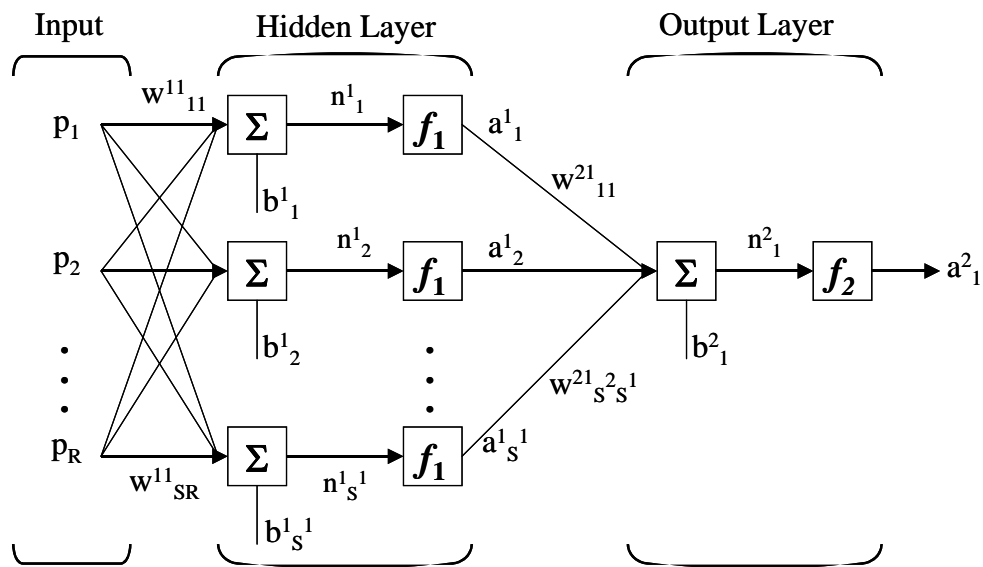 Input Hidden Layer Output Layer
w¹¹₁₁ n¹₁
p₁ Σ f₁ a¹₁
w²¹₁₁
b¹₁
n¹₂ a¹₂ n²₁
p₂ Σ f₁ Σ f₂ a²₁
b¹₂ b²₁
w²¹s²s¹
p_R Σ f₁ a¹s¹
w¹¹_SR n¹s¹
b¹s¹